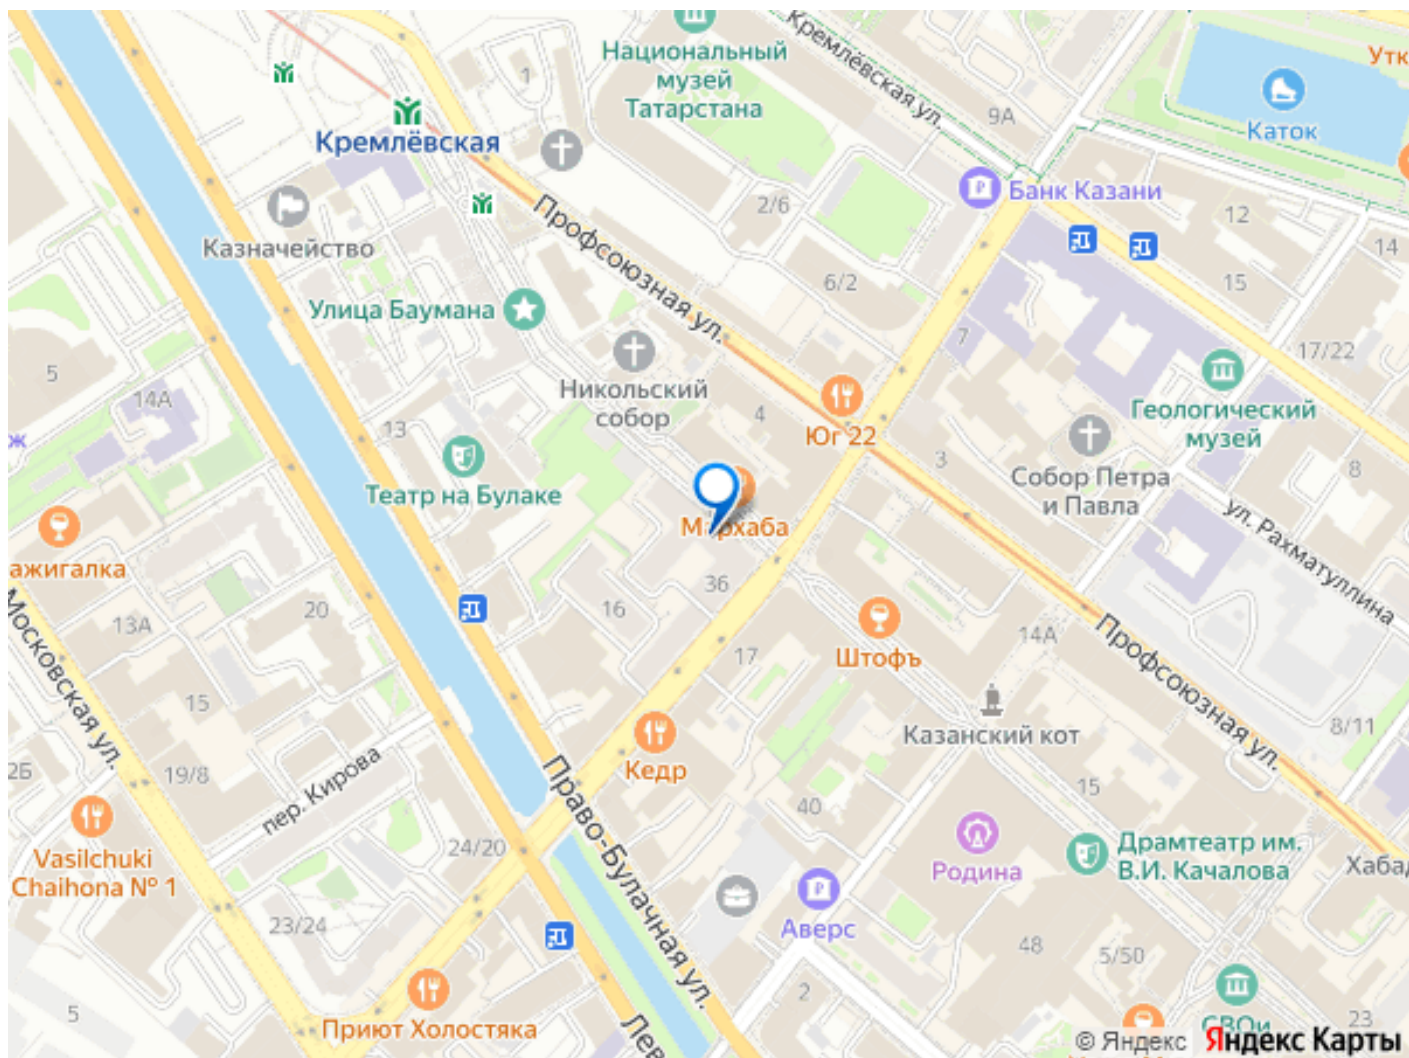 Национальный
музей
Татарстана
Кремлёвская ул.
Утк
1
9А
Каток
Кремлёвская
Банк Казани
2/6
12
14
Казначейство
Профсоюзная ул.
6/2
15
Улица Баумана
7
17/22
5
14А
Никольский
собор
4
Геологический
музей
ж
13
Юг 22
3
8
Театр на Булаке
Собор Петра
и Павла
ул. Рахматуллина
Мархаба
ажигалка
36
Московская ул.
13А
20
16
14А
Профсоюзная ул.
17
Штофъ
15
8/11
Казанский кот
2Б
19/8
пер. Кирова
Кедр
Право-Булачная ул.
15
40
24/20
Vasilchuki
Chaihona № 1
Родина
Драмтеатр им.
В.И. Качалова
Хабад
23/24
Аверс
48
5/50
2
5
Приют Холостяка
Лев
СВОи
23
© Яндекс Яндекс Карты